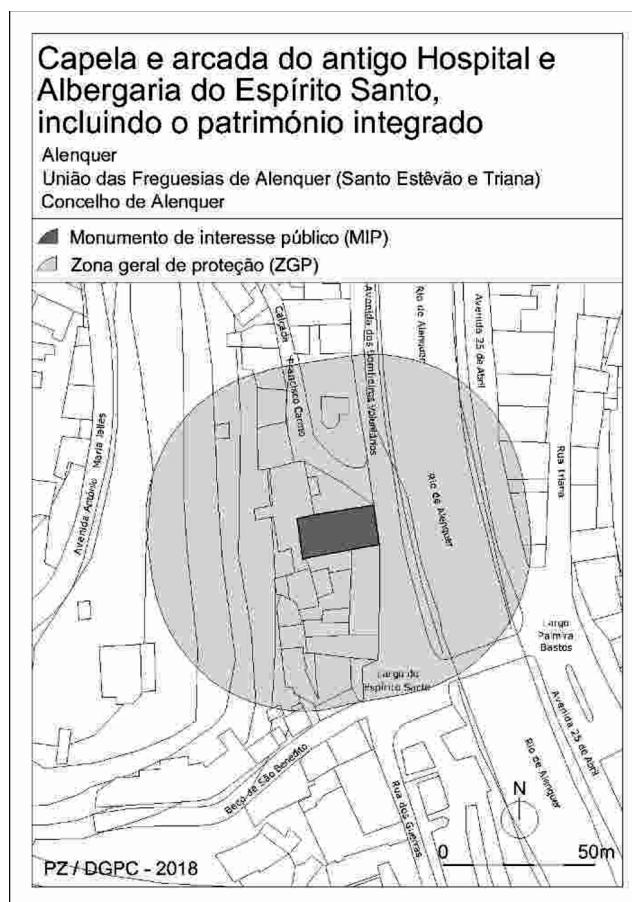 Capela e arcada do antigo Hospital e
Albergaria do Espírito Santo,
incluindo o património integrado
Alenquer
União das Freguesias de Alenquer (Santo Estêvão e Triana)
Concelho de Alenquer
Monumento de interesse público (MIP)
Zona geral de proteção (ZGP)
Calçada Francisco Carmo
Avenida dos Bombeiros Voluntários
Rio de Alenquer
Avenida 25 de Abril
Avenida António Maria Jalles
Rua Triana
Rio de Alenquer
Largo
Palmira
Bastos
Largo do
Espírito Santo
Avenida 25 de Abril
Rio de Alenquer
Beco de São Benedito
Rua dos Guerras
N
0 50m
PZ / DGPC - 2018